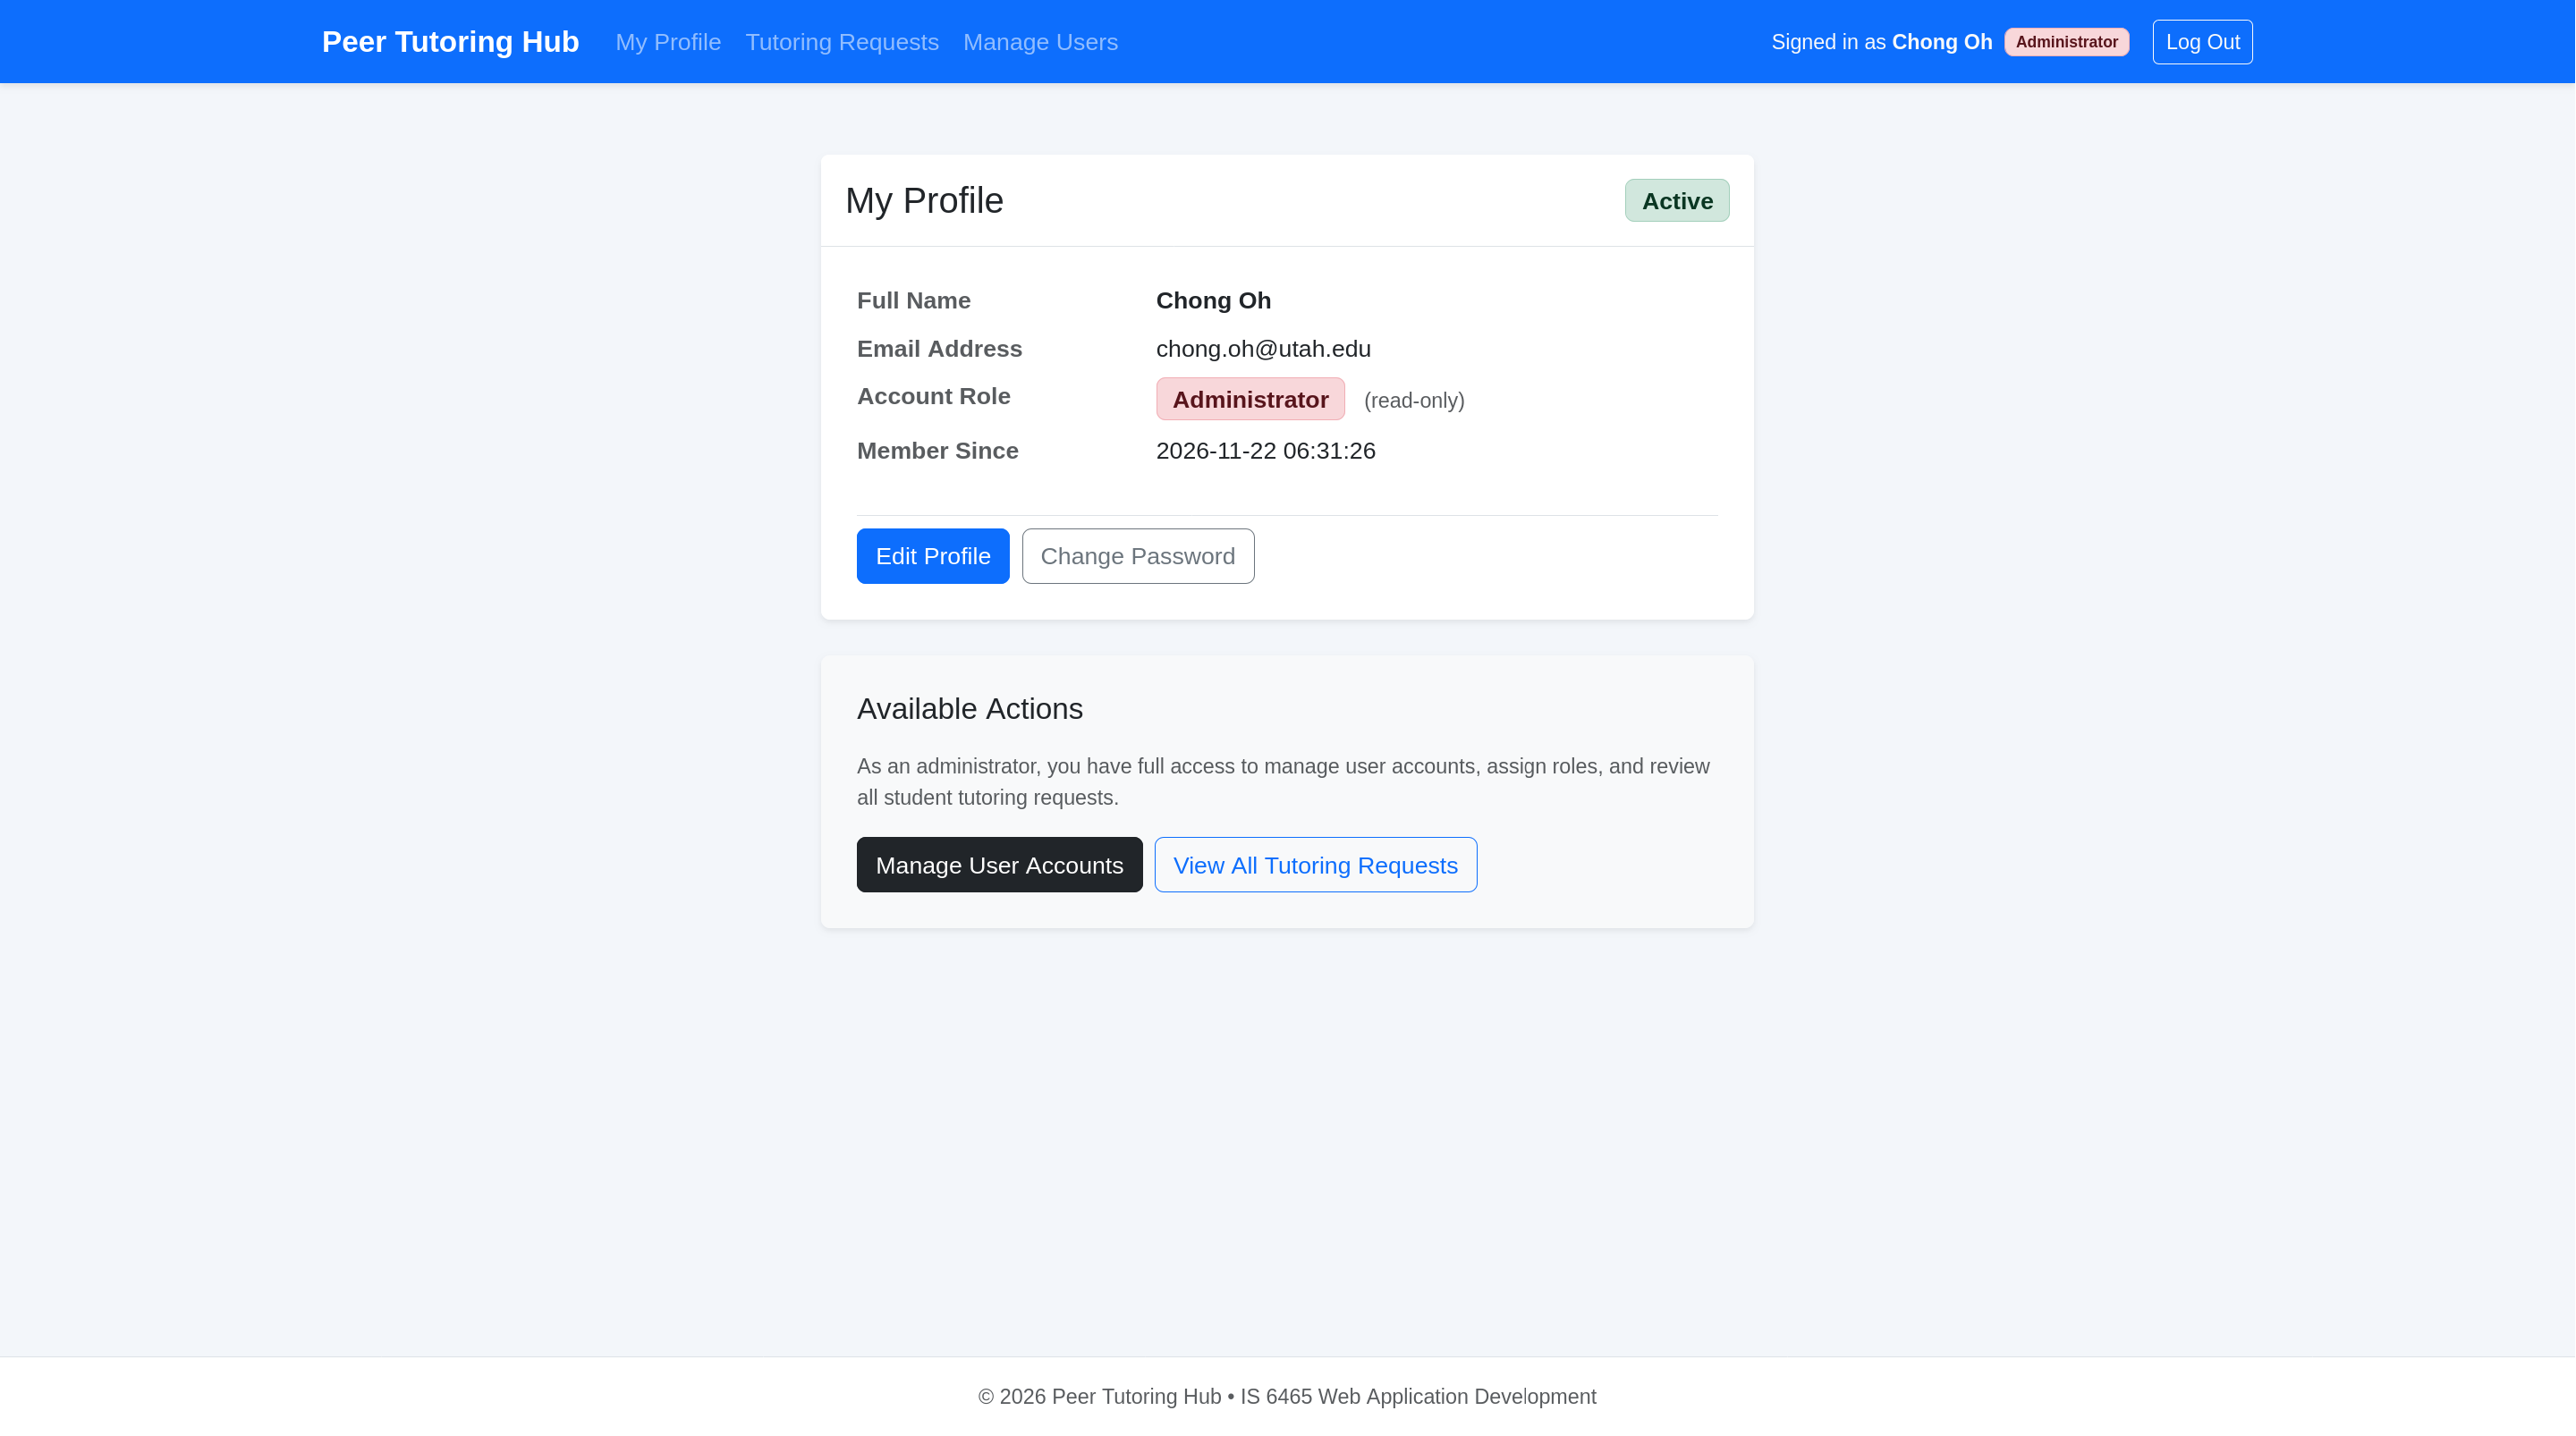 Peer Tutoring Hub My Profile Tutoring Requests Manage Users Signed in as Chong Oh Administrator Log Out
My Profile Active
Full Name Chong Oh
Email Address chong.oh@utah.edu
Account Role Administrator (read-only)
Member Since 2026-11-22 06:31:26
Edit Profile Change Password
Available Actions
As an administrator, you have full access to manage user accounts, assign roles, and review
all student tutoring requests.
Manage User Accounts View All Tutoring Requests
© 2026 Peer Tutoring Hub • IS 6465 Web Application Development